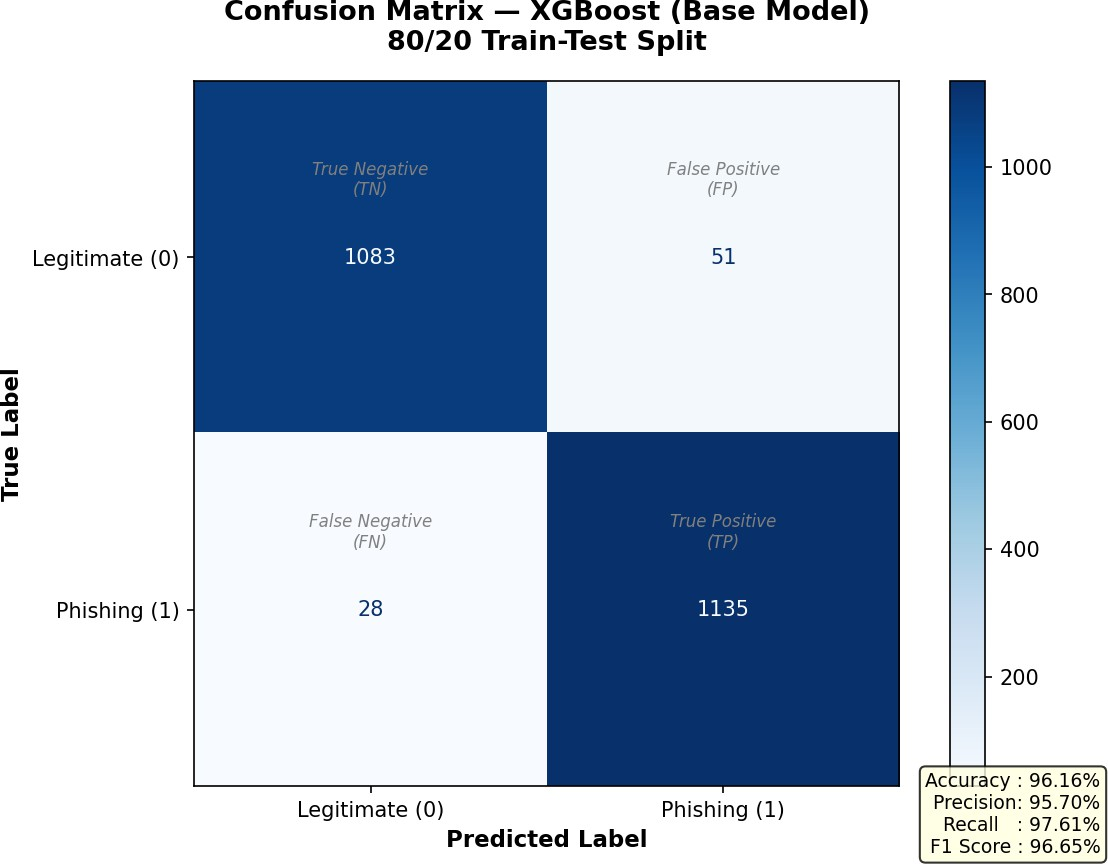 Confusion Matrix — XGBoost (Base Model)
80/20 Train-Test Split
True Negative
(TN)
False Positive
(FP)
Legitimate (0)
1083
51
True Label
False Negative
(FN)
True Positive
(TP)
Phishing (1)
28
1135
Legitimate (0)
Phishing (1)
Predicted Label
1000
800
600
400
200
Accuracy : 96.16%
Precision: 95.70%
Recall : 97.61%
F1 Score : 96.65%